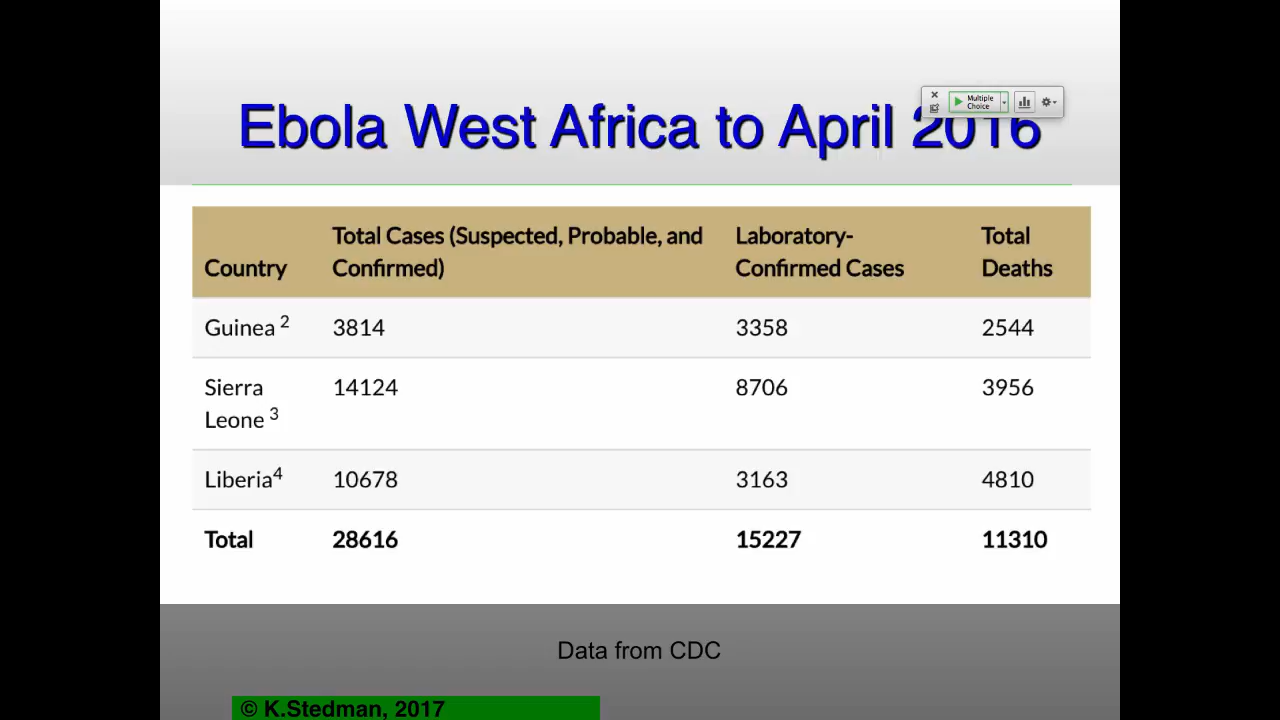 Multiple
Choice
Ebola West Africa to April 2016
Country Total Cases (Suspected, Probable, and Confirmed) Laboratory-Confirmed Cases Total Deaths
Guinea 2 3814 3358 2544
Sierra Leone 3 14124 8706 3956
Liberia4 10678 3163 4810
Total 28616 15227 11310
Data from CDC
© K.Stedman, 2017